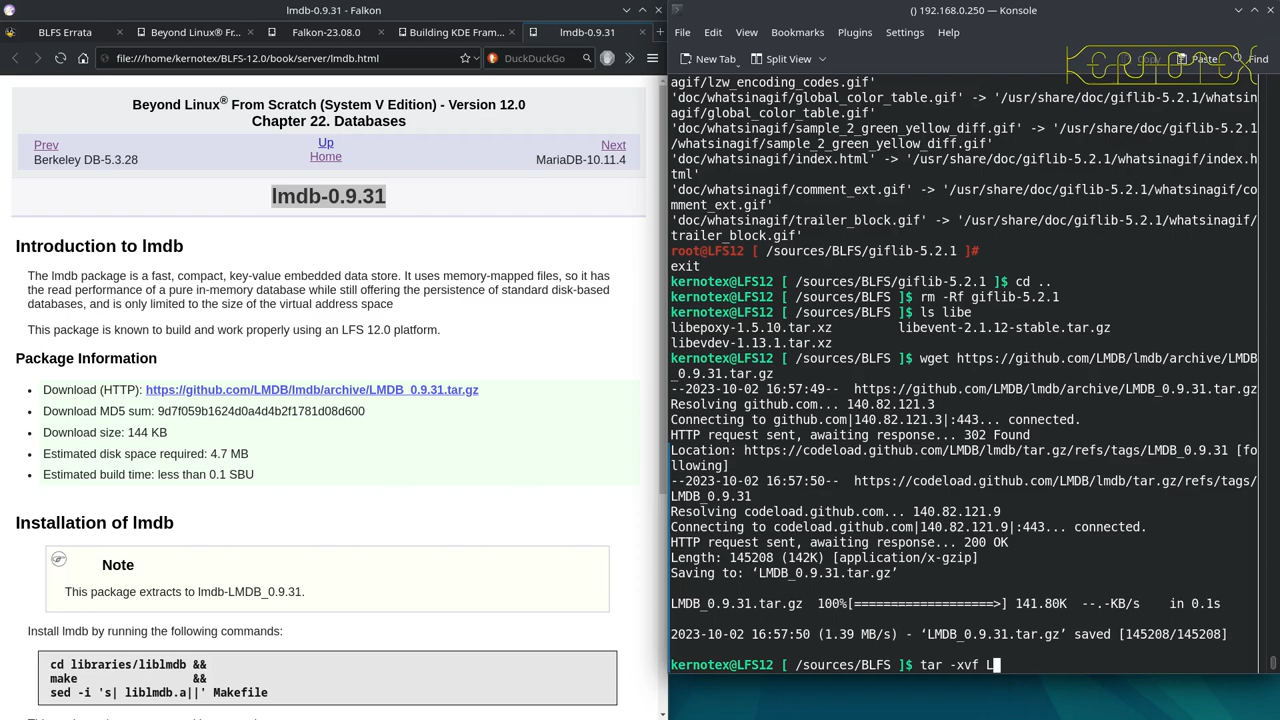 lmdb-0.9.31 - Falkon
BLFS Errata
Beyond Linux® Fr...
Falkon-23.08.0
Building KDE Fram...
lmdb-0.9.31
file:///home/kernotex/BLFS-12.0/book/server/lmdb.html
DuckDuckGo
Beyond Linux® From Scratch (System V Edition) - Version 12.0
Chapter 22. Databases
Prev
Up
Next
Berkeley DB-5.3.28
Home
MariaDB-10.11.4
lmdb-0.9.31
Introduction to lmdb
The lmdb package is a fast, compact, key-value embedded data store. It uses memory-mapped files, so it has
the read performance of a pure in-memory database while still offering the persistence of standard disk-based
databases, and is only limited to the size of the virtual address space
This package is known to build and work properly using an LFS 12.0 platform.
Package Information
Download (HTTP): https://github.com/LMDB/lmdb/archive/LMDB_0.9.31.tar.gz
Download MD5 sum: 9d7f059b1624d0a4d4b2f1781d08d600
Download size: 144 KB
Estimated disk space required: 4.7 MB
Estimated build time: less than 0.1 SBU
Installation of lmdb
Note
This package extracts to lmdb-LMDB_0.9.31.
Install lmdb by running the following commands:
cd libraries/liblmdb &&
make &&
sed -i 's| liblmdb.a||' Makefile
() 192.168.0.250 — Konsole
File Edit View Bookmarks Plugins Settings Help
New Tab Split View Copy Paste Find
KERNOTEX
agif/lzw_encoding_codes.gif'
'doc/whatsinagif/global_color_table.gif' -> '/usr/share/doc/giflib-5.2.1/whatsin
agif/global_color_table.gif'
'doc/whatsinagif/sample_2_green_yellow_diff.gif' -> '/usr/share/doc/giflib-5.2.1
/whatsinagif/sample_2_green_yellow_diff.gif'
'doc/whatsinagif/index.html' -> '/usr/share/doc/giflib-5.2.1/whatsinagif/index.h
tml'
'doc/whatsinagif/comment_ext.gif' -> '/usr/share/doc/giflib-5.2.1/whatsinagif/co
mment_ext.gif'
'doc/whatsinagif/trailer_block.gif' -> '/usr/share/doc/giflib-5.2.1/whatsinagif/
trailer_block.gif'
root@LFS12 [ /sources/BLFS/giflib-5.2.1 ]#
exit
kernotex@LFS12 [ /sources/BLFS/giflib-5.2.1 ]$ cd ..
kernotex@LFS12 [ /sources/BLFS ]$ rm -Rf giflib-5.2.1
kernotex@LFS12 [ /sources/BLFS ]$ ls libe
libepoxy-1.5.10.tar.xz libevent-2.1.12-stable.tar.gz
libevdev-1.13.1.tar.xz
kernotex@LFS12 [ /sources/BLFS ]$ wget https://github.com/LMDB/lmdb/archive/LMDB
_0.9.31.tar.gz
--2023-10-02 16:57:49-- https://github.com/LMDB/lmdb/archive/LMDB_0.9.31.tar.gz
Resolving github.com... 140.82.121.3
Connecting to github.com|140.82.121.3|:443... connected.
HTTP request sent, awaiting response... 302 Found
Location: https://codeload.github.com/LMDB/lmdb/tar.gz/refs/tags/LMDB_0.9.31 [fo
llowing]
--2023-10-02 16:57:50-- https://codeload.github.com/LMDB/lmdb/tar.gz/refs/tags/
LMDB_0.9.31
Resolving codeload.github.com... 140.82.121.9
Connecting to codeload.github.com|140.82.121.9|:443... connected.
HTTP request sent, awaiting response... 200 OK
Length: 145208 (142K) [application/x-gzip]
Saving to: ‘LMDB_0.9.31.tar.gz’
LMDB_0.9.31.tar.gz 100%[===================>] 141.80K --.-KB/s in 0.1s
2023-10-02 16:57:50 (1.39 MB/s) - ‘LMDB_0.9.31.tar.gz’ saved [145208/145208]
kernotex@LFS12 [ /sources/BLFS ]$ tar -xvf L